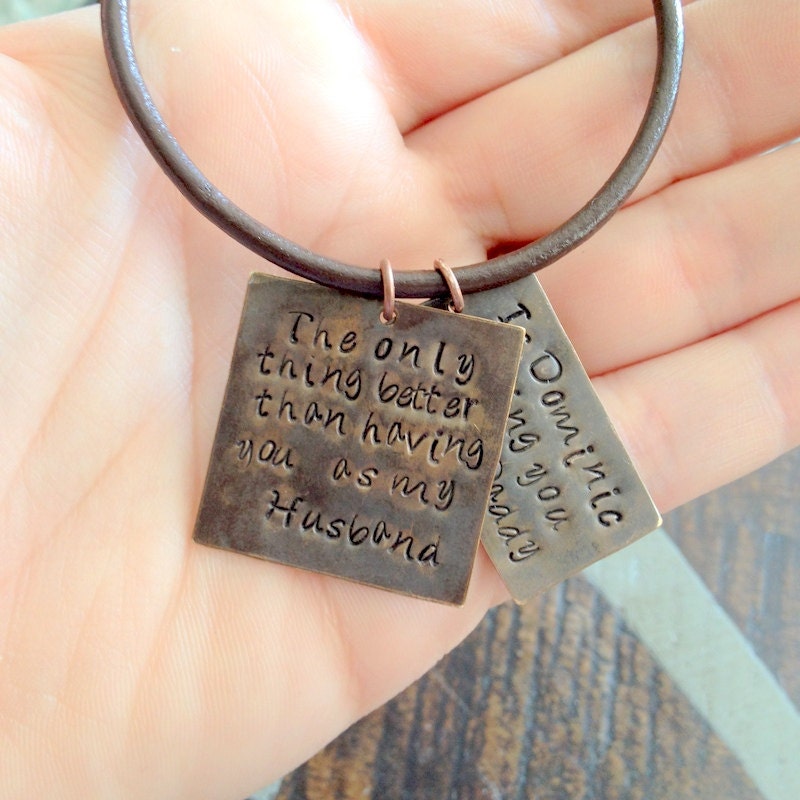 The only
thing better
than having
you as my
Husband
Dominic
you